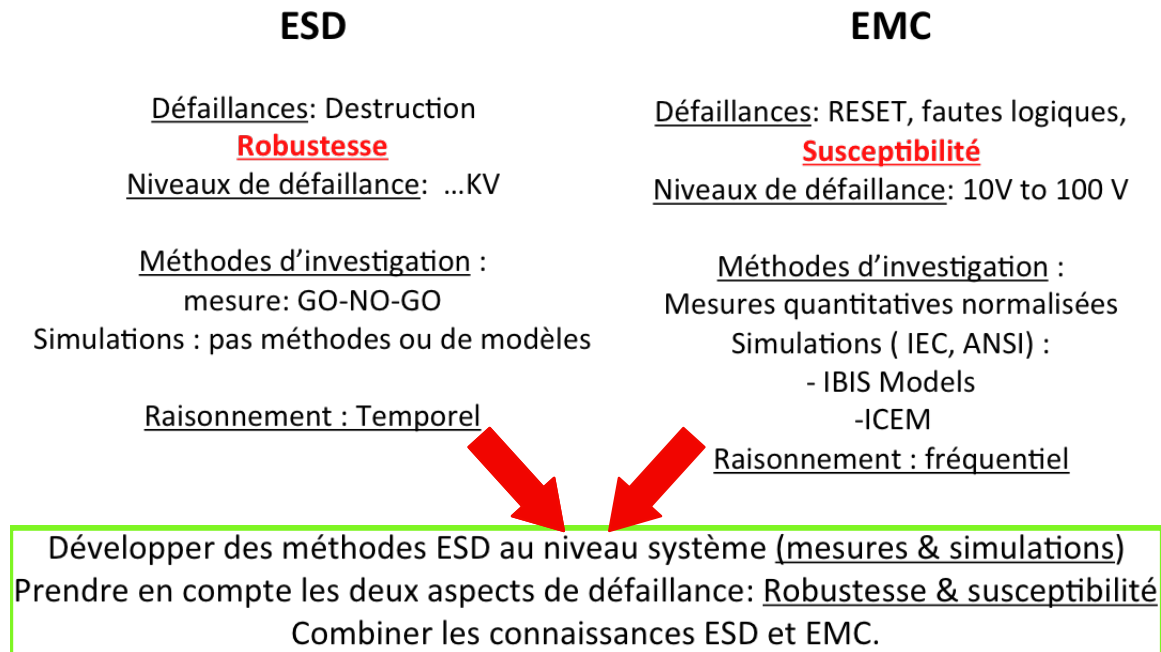 ESD
Défaillances: Destruction
Robustesse
Niveaux de défaillance: ...KV
Méthodes d'investigation :
mesure: GO-NO-GO
Simulations : pas méthodes ou de modèles
Raisonnement : Temporel
EMC
Défaillances: RESET, fautes logiques,
Susceptibilité
Niveaux de défaillance: 10V to 100 V
Méthodes d'investigation :
Mesures quantitatives normalisées
Simulations ( IEC, ANSI) :
- IBIS Models
-ICEM
Raisonnement : fréquentiel
Développer des méthodes ESD au niveau système (mesures & simulations)
Prendre en compte les deux aspects de défaillance: Robustesse & susceptibilité
Combiner les connaissances ESD et EMC.